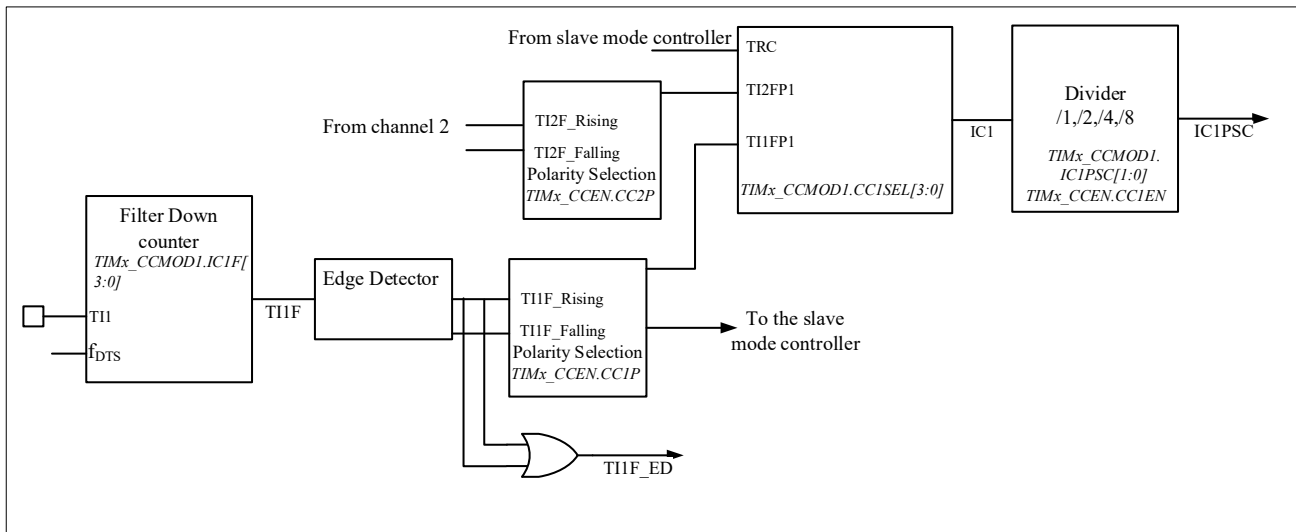 From slave mode controller
TRC
TI2FP1
TI1FP1
TIMx_CCMOD1.CC1SEL[3:0]
IC1
Divider
/1,/2,/4,/8
TIMx_CCMOD1.
IC1PSC[1:0]
TIMx_CCEN.CC1EN
IC1PSC
From channel 2
TI2F_Rising
TI2F_Falling
Polarity Selection
TIMx_CCEN.CC2P
Filter Down
counter
TIMx_CCMOD1.IC1F[
3:0]
TI1
fDTS
TI1F
Edge Detector
TI1F_Rising
TI1F_Falling
Polarity Selection
TIMx_CCEN.CC1P
To the slave
mode controller
TI1F_ED